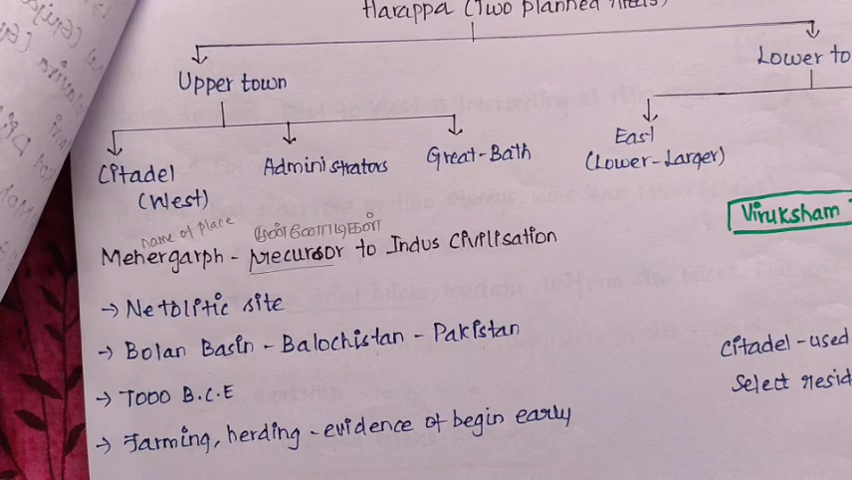 Harappa (Two planned Areas)
Upper town
Lower to
Citadel
(West)
Administrators
Great-Bath
East
(Lower-Larger)
Viruksham
name of place
முன்னோடிகள்
Mehergarph - Precursor to Indus Civilisation
→ Netolitic site
→ Bolan Basin - Balochistan - Pakistan
Citadel - used
→ 7000 B.C.E
Select resid
→ Farming, herding - evidence of begin early